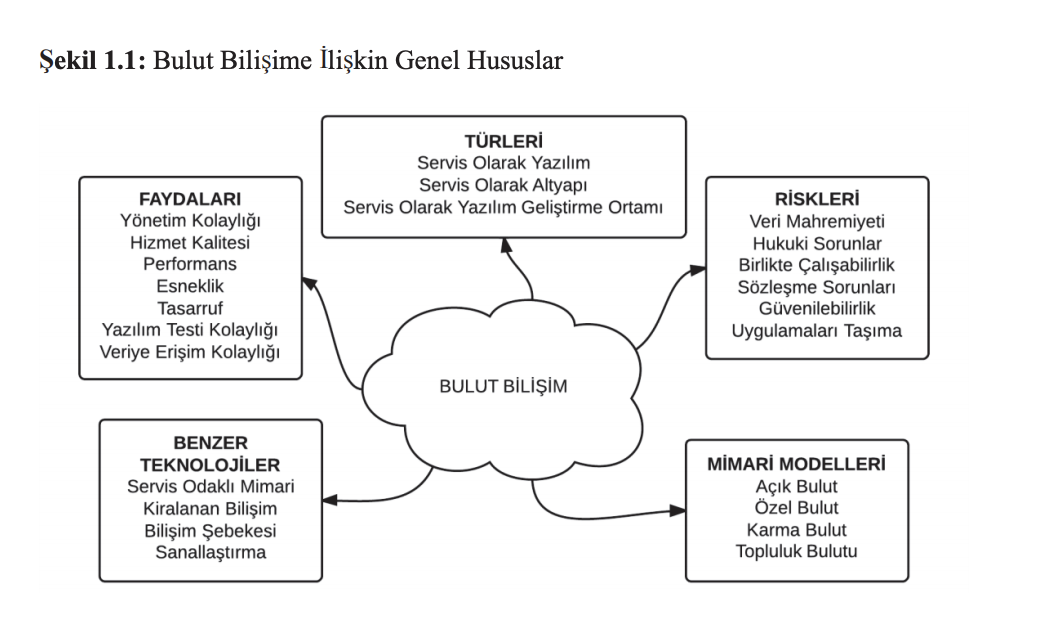 Şekil 1.1: Bulut Bilişime İlişkin Genel Hususlar
TÜRLERİ
Servis Olarak Yazılım
Servis Olarak Altyapı
Servis Olarak Yazılım Geliştirme Ortamı
FAYDALARI
Yönetim Kolaylığı
Hizmet Kalitesi
Performans
Esneklik
Tasarruf
Yazılım Testi Kolaylığı
Veriye Erişim Kolaylığı
RİSKLERİ
Veri Mahremiyeti
Hukuki Sorunlar
Birlikte Çalışabilirlik
Sözleşme Sorunları
Güvenilebilirlik
Uygulamaları Taşıma
BULUT BİLİŞİM
BENZER
TEKNOLOJİLER
Servis Odaklı Mimari
Kiralanan Bilişim
Bilişim Şebekesi
Sanallaştırma
MİMARİ MODELLERİ
Açık Bulut
Özel Bulut
Karma Bulut
Topluluk Bulutu